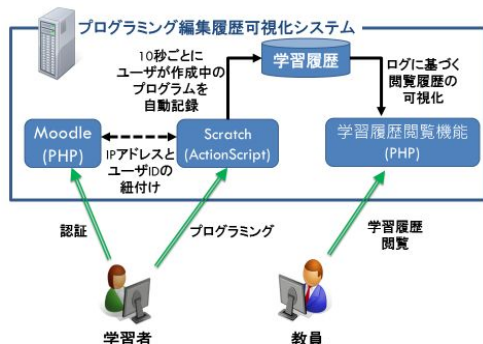 プログラミング編集履歴可視化システム
10秒ごとに
ユーザが作成中の
プログラムを
自動記録
学習履歴
ログに基づく
閲覧履歴の
可視化
Moodle
(PHP)
Scratch
(ActionScript)
学習履歴閲覧機能
(PHP)
IPアドレスと
ユーザIDの
紐付け
認証
プログラミング
学習履歴
閲覧
学習者
教員